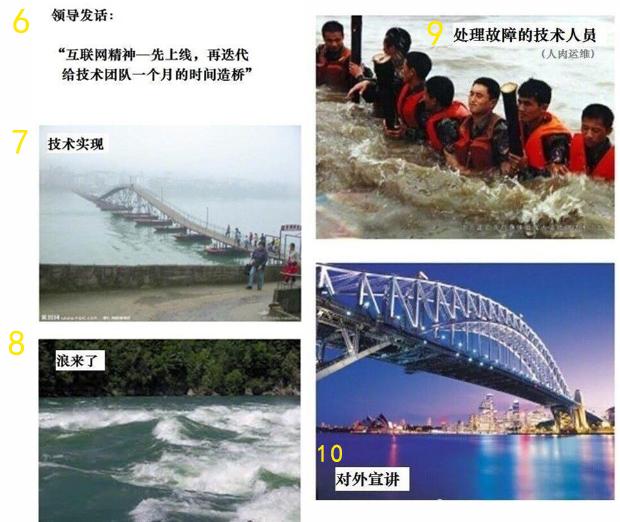 6
领导发话：
“互联网精神—先上线，再迭代
给技术团队一个月的时间造桥”
7
技术实现
8
浪来了
9
处理故障的技术人员
（人肉运维）
10
对外宣讲